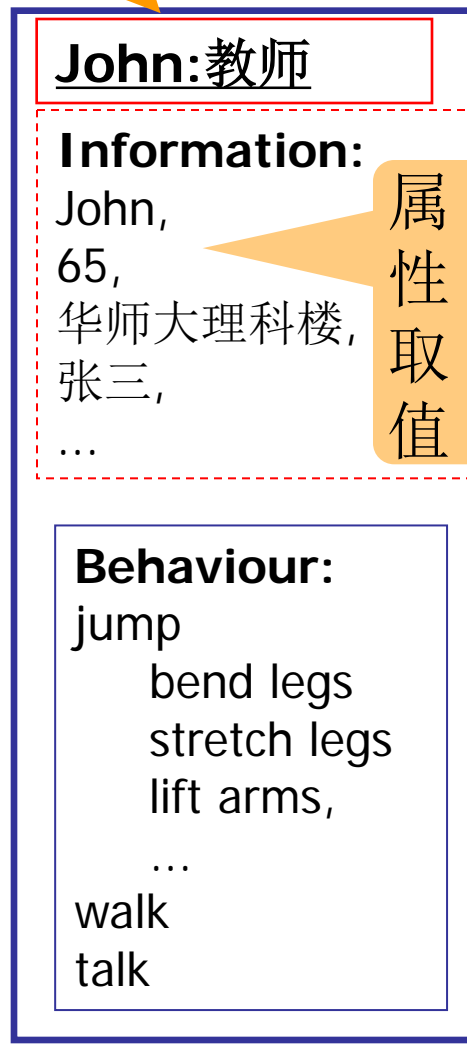 John:教师
Information:
John,
65,
华师大理科楼,
张三,
...
属
性
取
值
Behaviour:
jump
bend legs
stretch legs
lift arms,
...
walk
talk